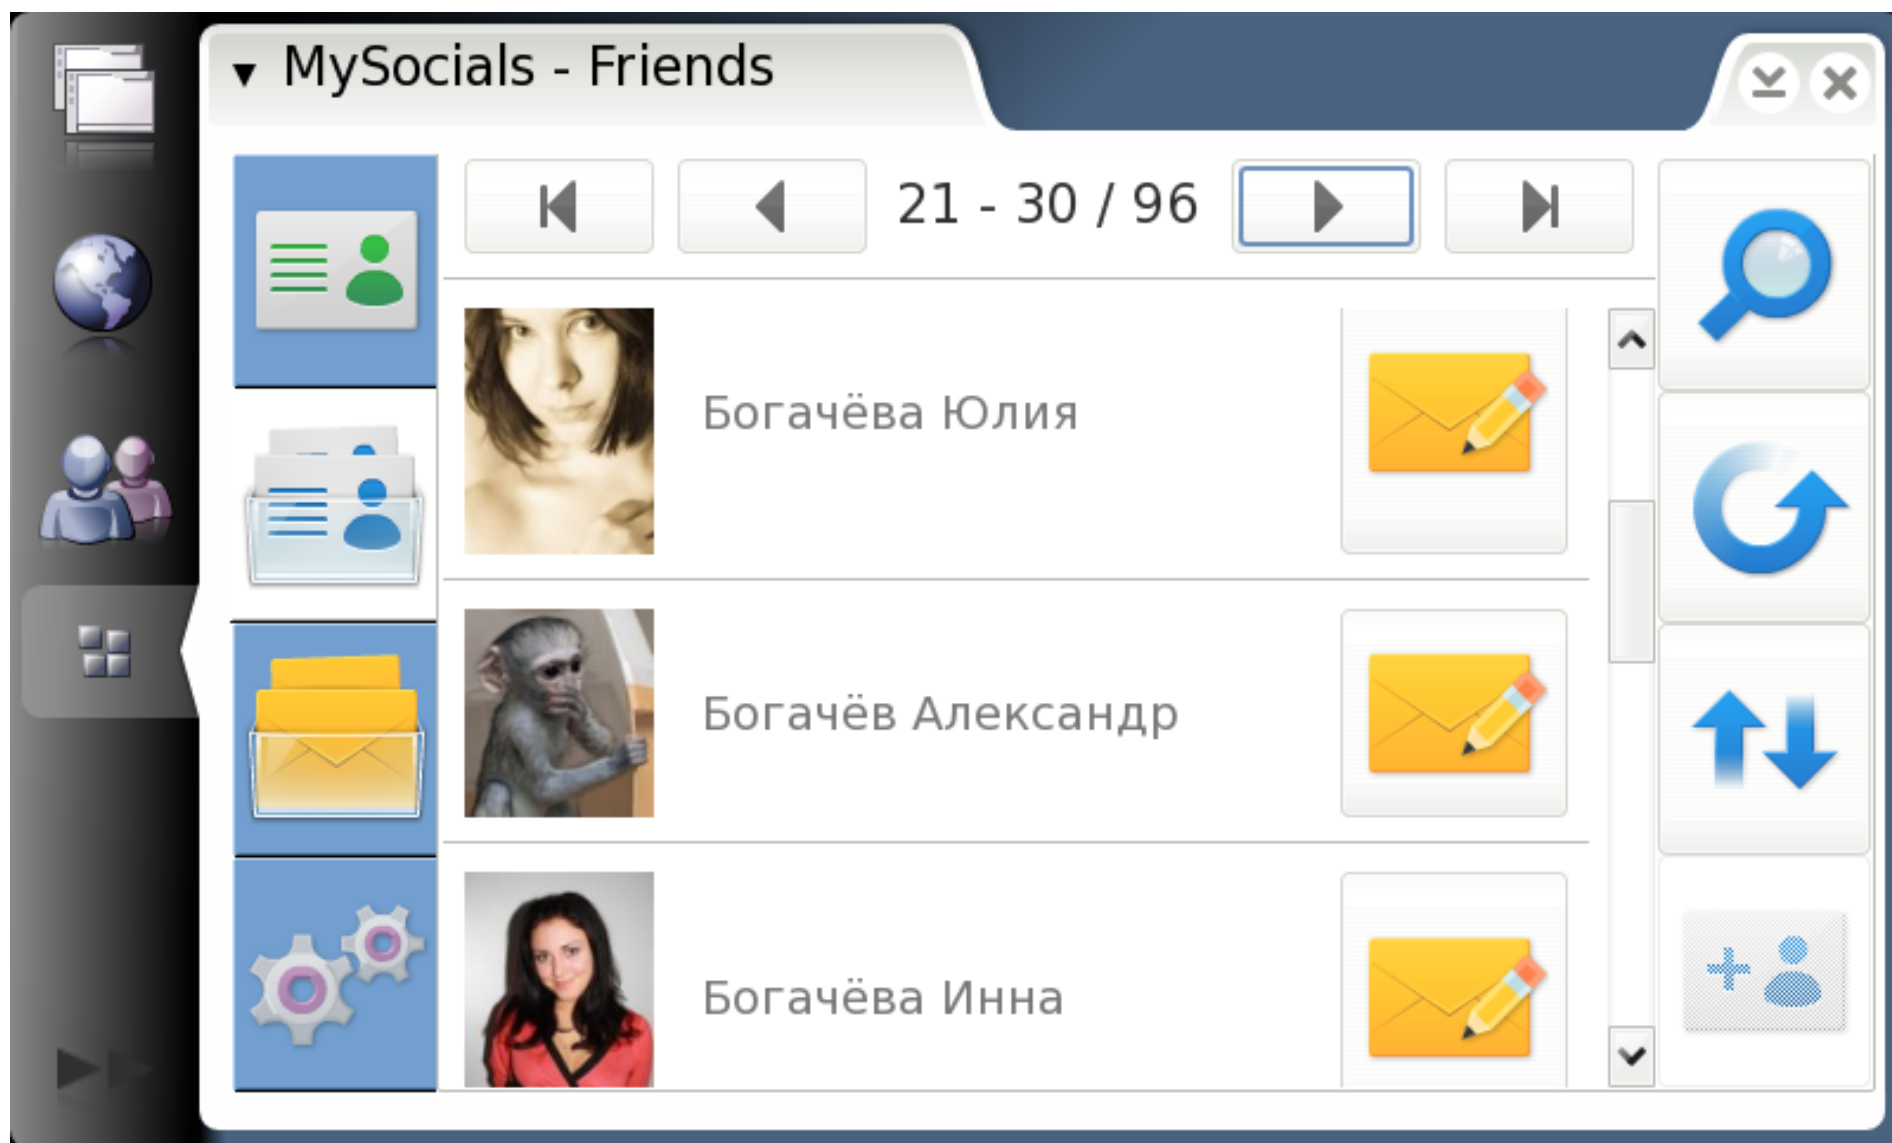 MySocials - Friends
21 - 30 / 96
Богачёва Юлия
Богачёв Александр
Богачёва Инна